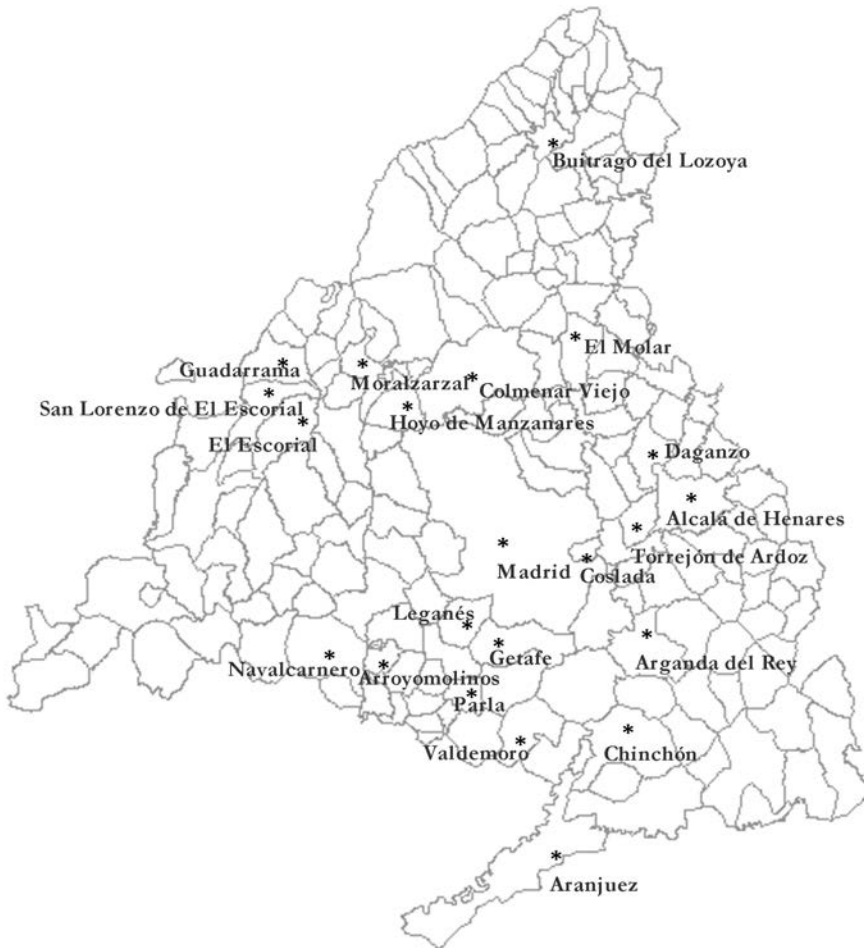 *
Buitrago del Lozoya
*
El Molar
*
Guadarrama
*
Moralzarzal
*
Colmenar Viejo
*
San Lorenzo de El Escorial
*
Hoyo de Manzanares
*
El Escorial
* Daganzo
*
Alcalá de Henares
*
Torrejón de Ardoz
*
Madrid
*
Coslada
Leganés
*
*
Getafe
*
Arganda del Rey
*
Navalcarnero
*
Arroyomolinos
*
Parla
*
Valdemoro
*
Chinchón
*
Aranjuez